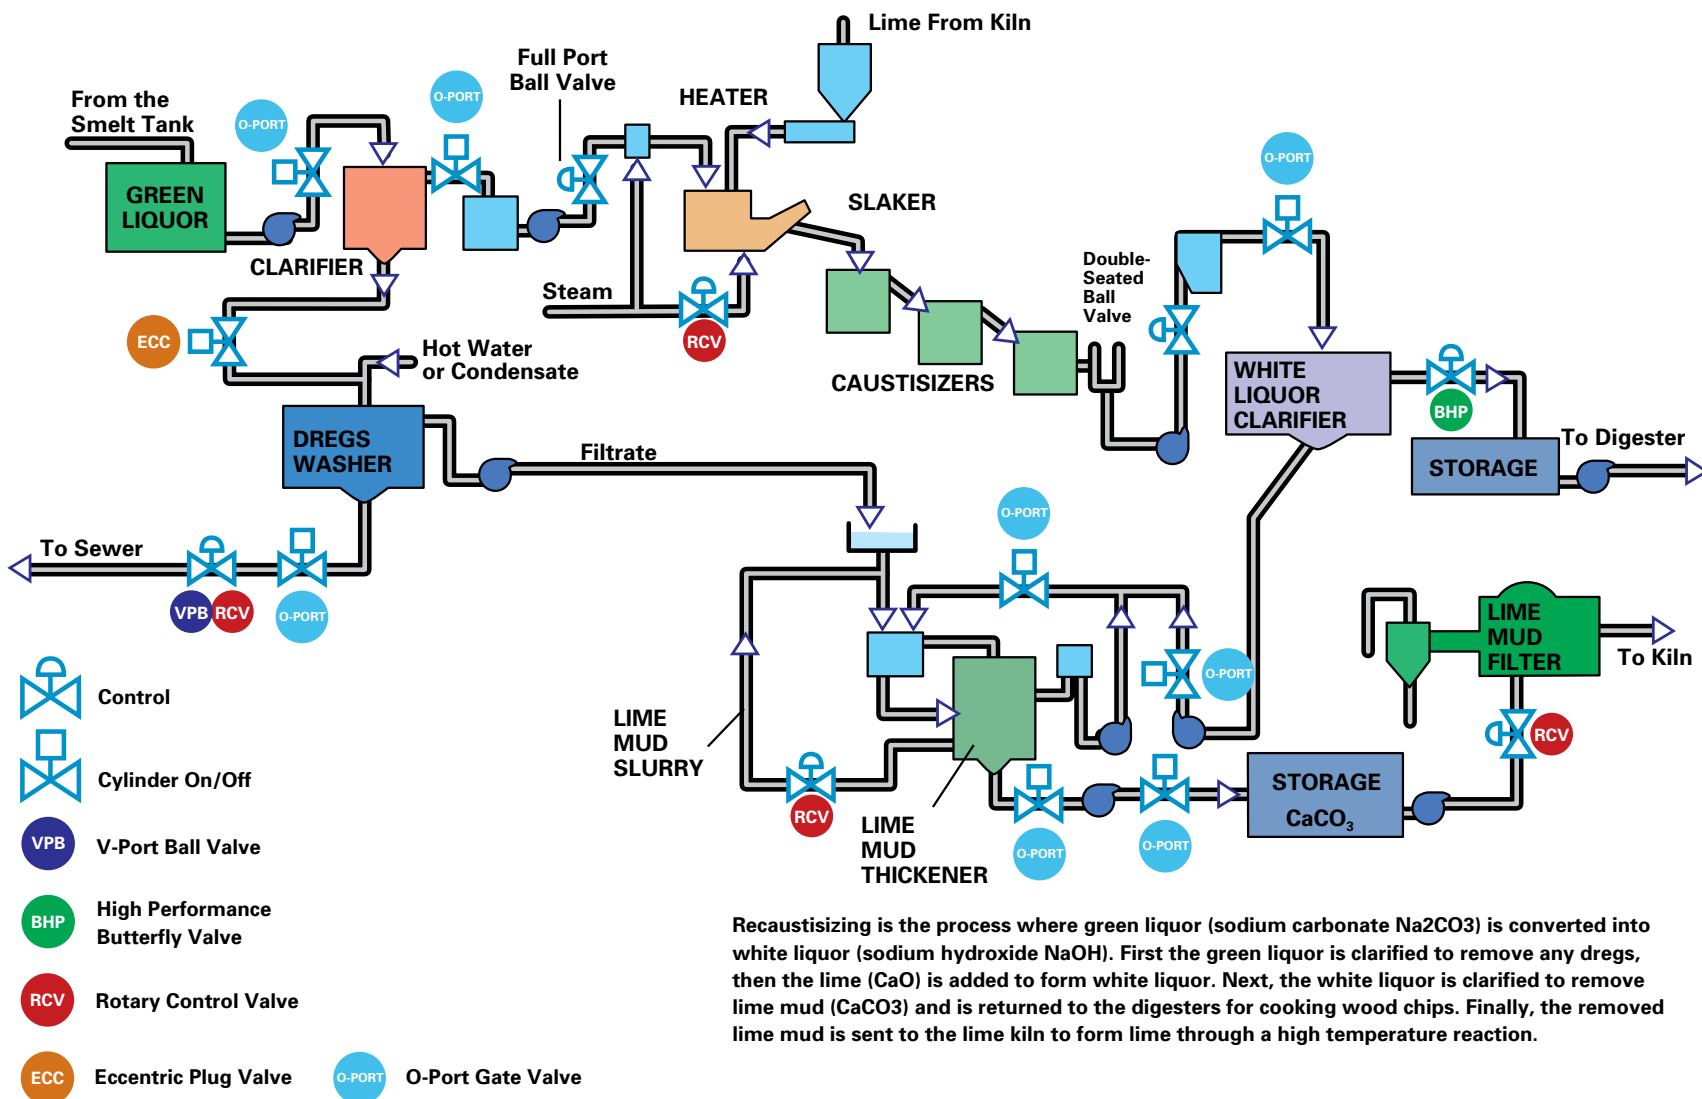 Lime From Kiln
Full Port
Ball Valve
From the
Smelt Tank
O-PORT
O-PORT
HEATER
O-PORT
GREEN
LIQUOR
SLAKER
CLARIFIER
Double-
Seated
Ball
Valve
Steam
ECC
RCV
Hot Water
or Condensate
CAUSTISIZERS
WHITE
LIQUOR
CLARIFIER
BHP
DREGS
WASHER
Filtrate
To Digester
STORAGE
O-PORT
To Sewer
VPB
RCV
O-PORT
LIME
MUD
FILTER
To Kiln
O-PORT
Control
LIME
MUD
SLURRY
RCV
Cylinder On/Off
STORAGE
CaCO3
RCV
LIME
MUD
THICKENER
O-PORT
O-PORT
VPB
V-Port Ball Valve
BHP
High Performance
Butterfly Valve
RCV
Rotary Control Valve
ECC
Eccentric Plug Valve
O-PORT
O-Port Gate Valve
Recaustisizing is the process where green liquor (sodium carbonate Na2CO3) is converted into
white liquor (sodium hydroxide NaOH). First the green liquor is clarified to remove any dregs,
then the lime (CaO) is added to form white liquor. Next, the white liquor is clarified to remove
lime mud (CaCO3) and is returned to the digesters for cooking wood chips. Finally, the removed
lime mud is sent to the lime kiln to form lime through a high temperature reaction.